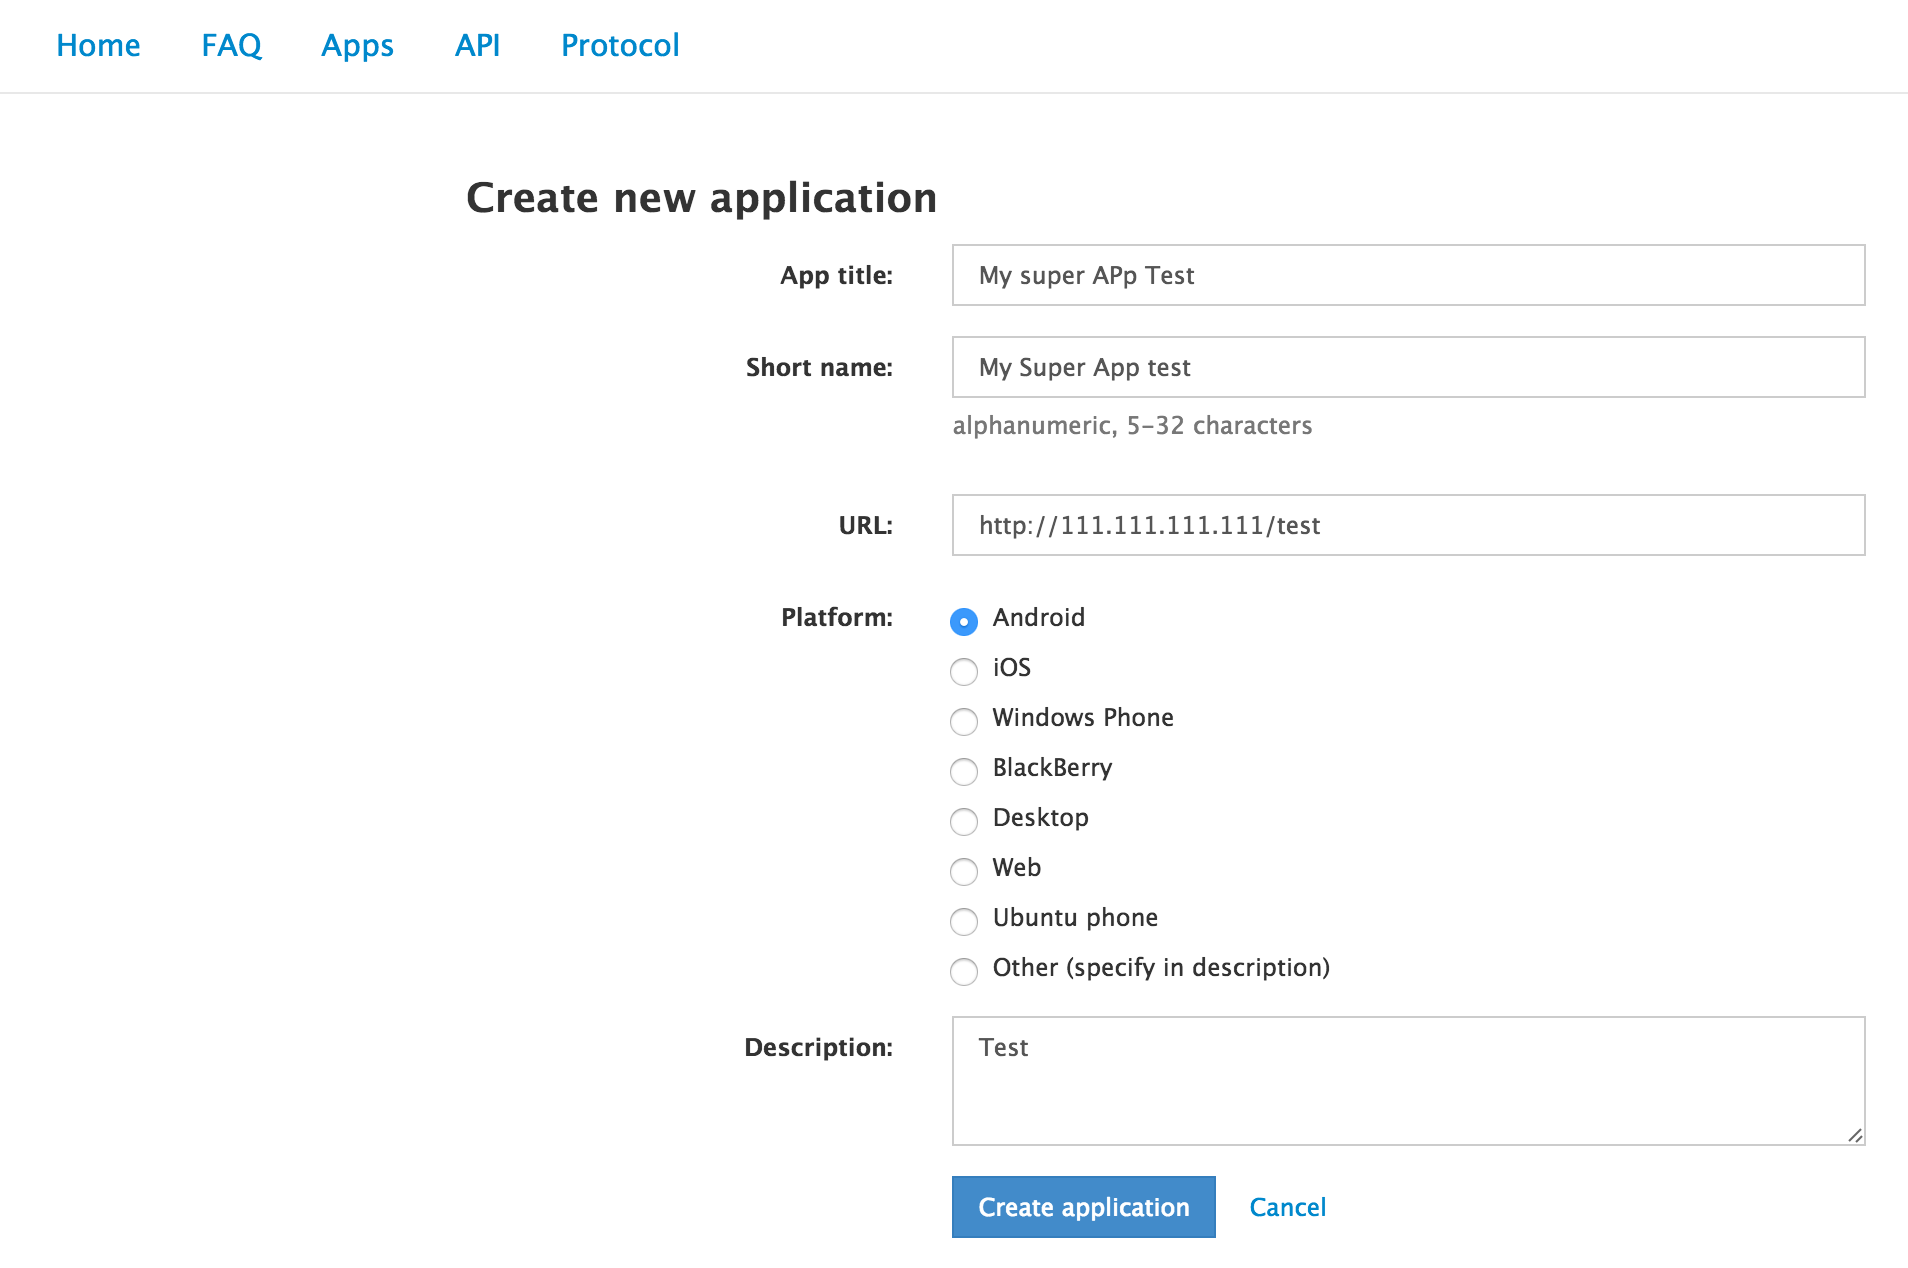 Home FAQ Apps API Protocol
Create new application
App title: My super APp Test
Short name: My Super App test
alphanumeric, 5-32 characters
URL: http://111.111.111.111/test
Platform: Android
iOS
Windows Phone
BlackBerry
Desktop
Web
Ubuntu phone
Other (specify in description)
Description: Test
Create application Cancel